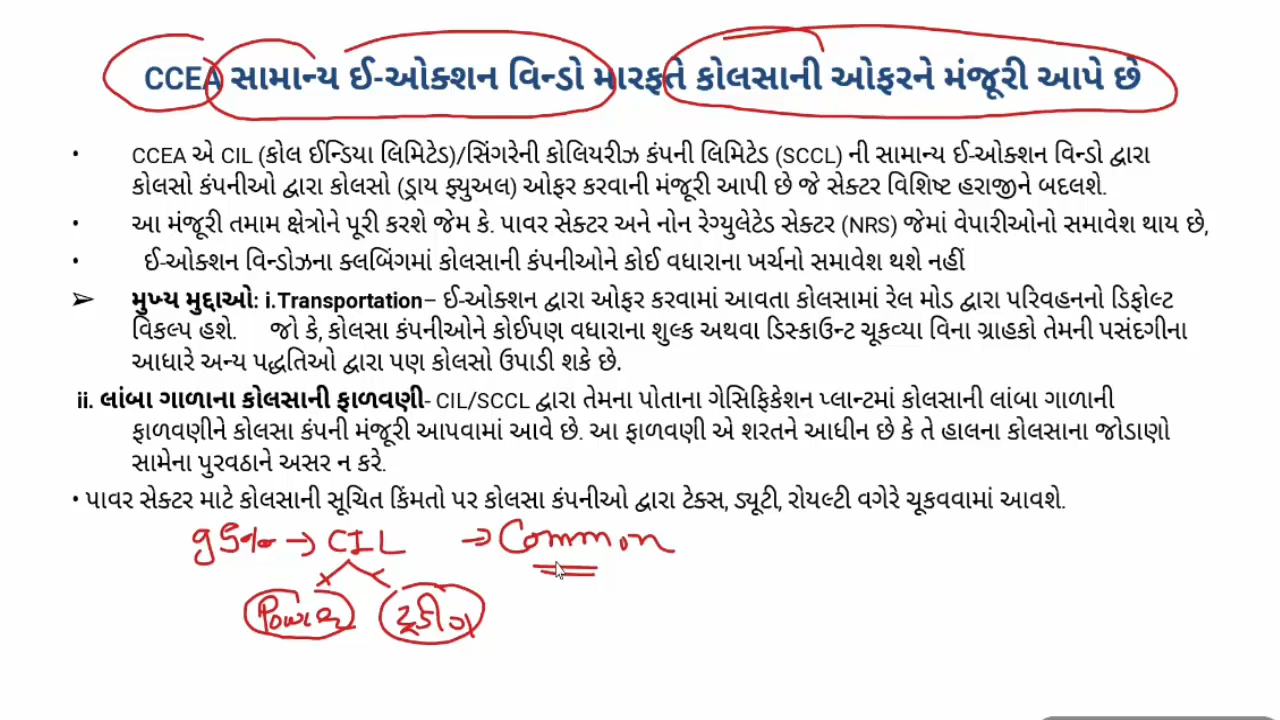 CCEA સામાન્ય ઈ-ઓક્શન વિન્ડો મારફતે કોલસાની ઓફરને મંજૂરી આપે છે
• CCEA એ CIL (કોલ ઈન્ડિયા લિમિટેડ)/સિંગરેની કોલિયરીઝ કંપની લિમિટેડ (SCCL) ની સામાન્ય ઈ-ઓક્શન વિન્ડો દ્વારા
કોલસો કંપનીઓ દ્વારા કોલસો (ડ્રાય ફ્યુઅલ) ઓફર કરવાની મંજૂરી આપી છે જે સેક્ટર વિશિષ્ટ હરાજીને બદલશે.
• આ મંજૂરી તમામ ક્ષેત્રોને પૂરી કરશે જેમ કે. પાવર સેક્ટર અને નોન રેગ્યુલેટેડ સેક્ટર (NRS) જેમાં વેપારીઓનો સમાવેશ થાય છે,
• ઈ-ઓક્શન વિન્ડોઝના ક્લબિંગમાં કોલસાની કંપનીઓને કોઈ વધારાના ખર્ચનો સમાવેશ થશે નહીં
➢ મુખ્ય મુદ્દાઓ: i.Transportation– ઈ-ઓક્શન દ્વારા ઓફર કરવામાં આવતા કોલસામાં રેલ મોડ દ્વારા પરિવહનનો ડિફોલ્ટ
વિકલ્પ હશે. જો કે, કોલસા કંપનીઓને કોઈપણ વધારાના શુલ્ક અથવા ડિસ્કાઉન્ટ ચૂકવ્યા વિના ગ્રાહકો તેમની પસંદગીના
આધારે અન્ય પદ્ધતિઓ દ્વારા પણ કોલસો ઉપાડી શકે છે.
ii. લાંબા ગાળાના કોલસાની ફાળવણી- CIL/SCCL દ્વારા તેમના પોતાના ગેસિફિકેશન પ્લાન્ટમાં કોલસાની લાંબા ગાળાની
ફાળવણીને કોલસા કંપની મંજૂરી આપવામાં આવે છે. આ ફાળવણી એ શરતને આધીન છે કે તે હાલના કોલસાના જોડાણો
સામેના પુરવઠાને અસર ન કરે.
• પાવર સેક્ટર માટે કોલસાની સૂચિત કિંમતો પર કોલસા કંપનીઓ દ્વારા ટેક્સ, ડ્યૂટી, રોયલ્ટી વગેરે ચૂકવવામાં આવશે.
→ CIL → Common
Power